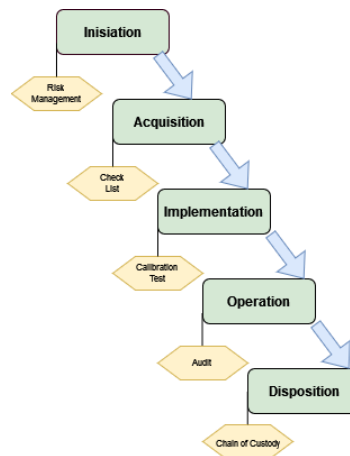 Inisiation
Risk
Management
Acquisition
Check
List
Implementation
Calibration
Test
Operation
Audit
Disposition
Chain of Custody